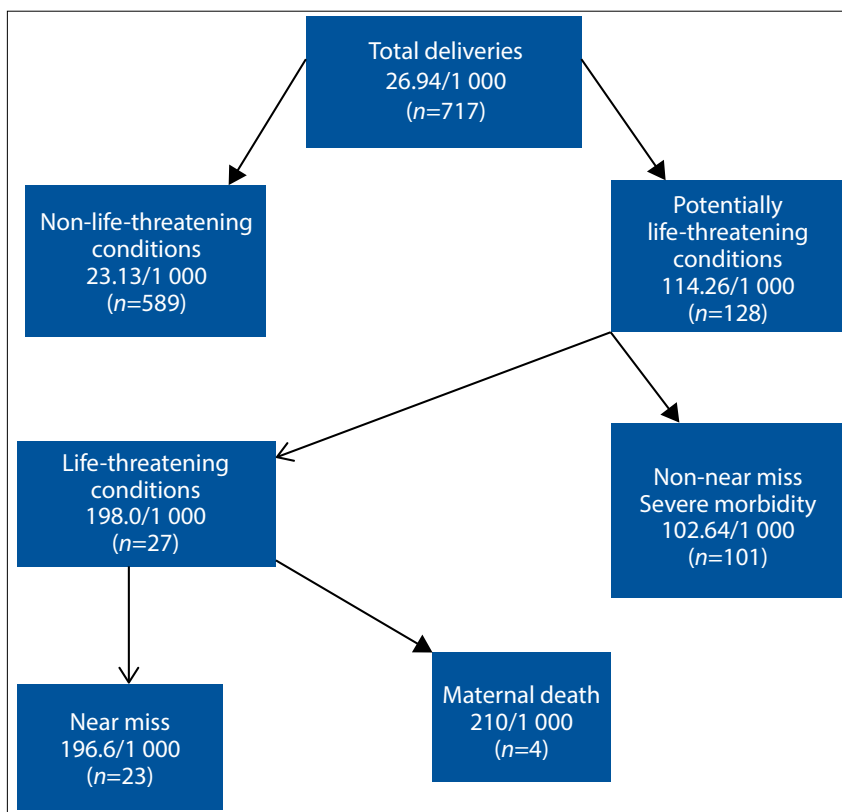 Total deliveries
26.94/1 000
(n=717)
Non-life-threatening
conditions
23.13/1 000
(n=589)
Potentially
life-threatening
conditions
114.26/1 000
(n=128)
Life-threatening
conditions
198.0/1 000
(n=27)
Non-near miss
Severe morbidity
102.64/1 000
(n=101)
Near miss
196.6/1 000
(n=23)
Maternal death
210/1 000
(n=4)